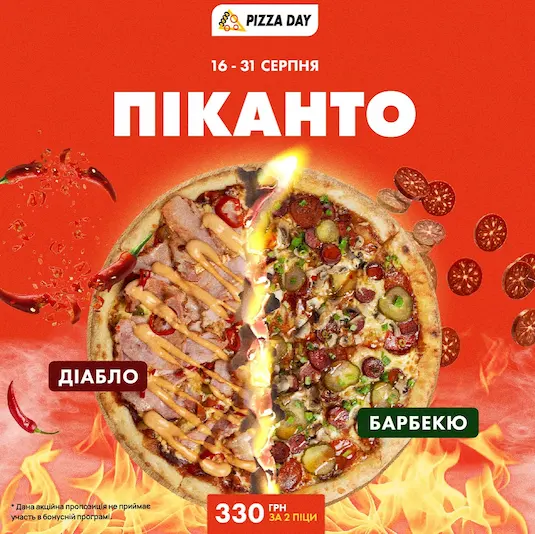 PIZZA DAY
16 - 31 СЕРПНЯ
ПІКАНТО
ДІАБЛО
БАРБЕКЮ
330 ГРН
ЗА 2 ПІЦИ
* Дана акційна пропозиція не приймає
участь в бонусній програмі.